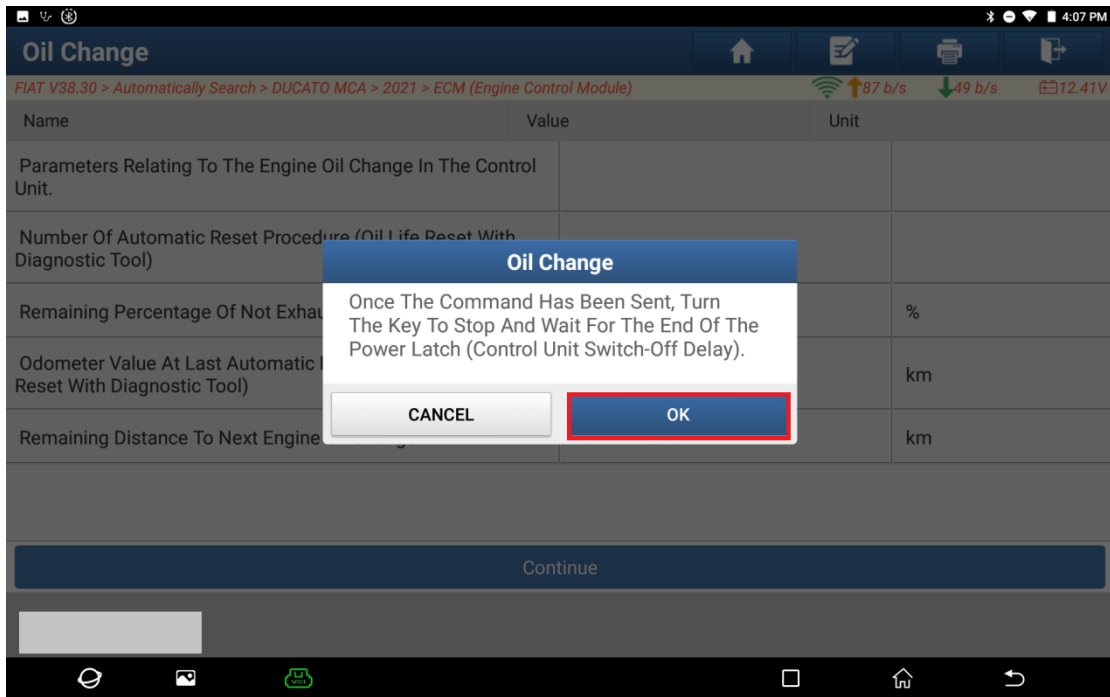 4:07 PM
Oil Change
FIAT V38.30 > Automatically Search > DUCATO MCA > 2021 > ECM (Engine Control Module)
87 b/s
49 b/s
12.41V
Name
Value
Unit
Parameters Relating To The Engine Oil Change In The Control
Unit.
Number Of Automatic Reset Procedure (Oil Life Reset With
Diagnostic Tool)
Oil Change
Once The Command Has Been Sent, Turn
The Key To Stop And Wait For The End Of The
Power Latch (Control Unit Switch-Off Delay).
CANCEL
OK
Remaining Percentage Of Not
%
Odometer Value At Last Automatic
Reset With Diagnostic Tool)
km
Remaining Distance To Next Engine
km
Continue
VCI